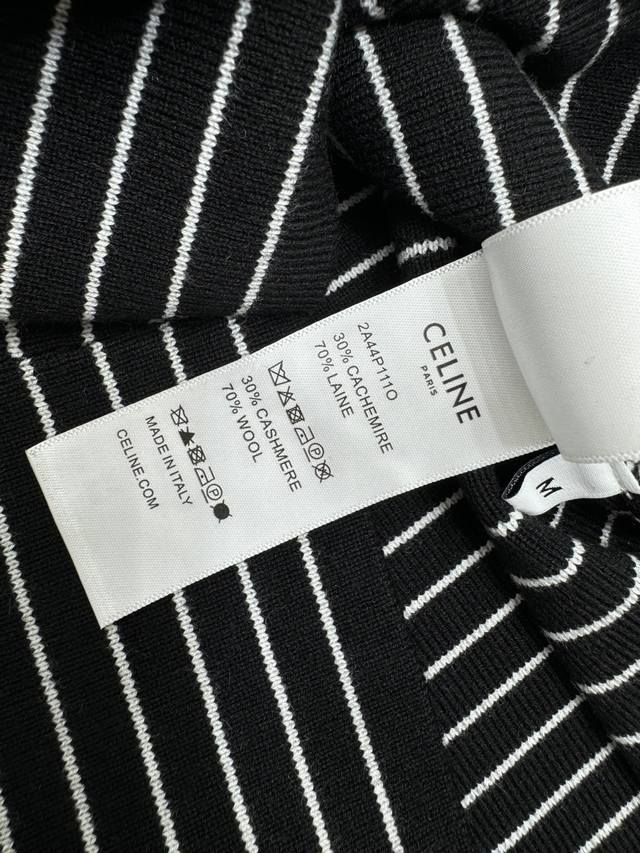 CELINE
PARIS
2A44P111O
30% CACHEMIRE
70% LAINE
30% CASHMERE
70% WOOL
MADE IN ITALY
CELINE.COM
M